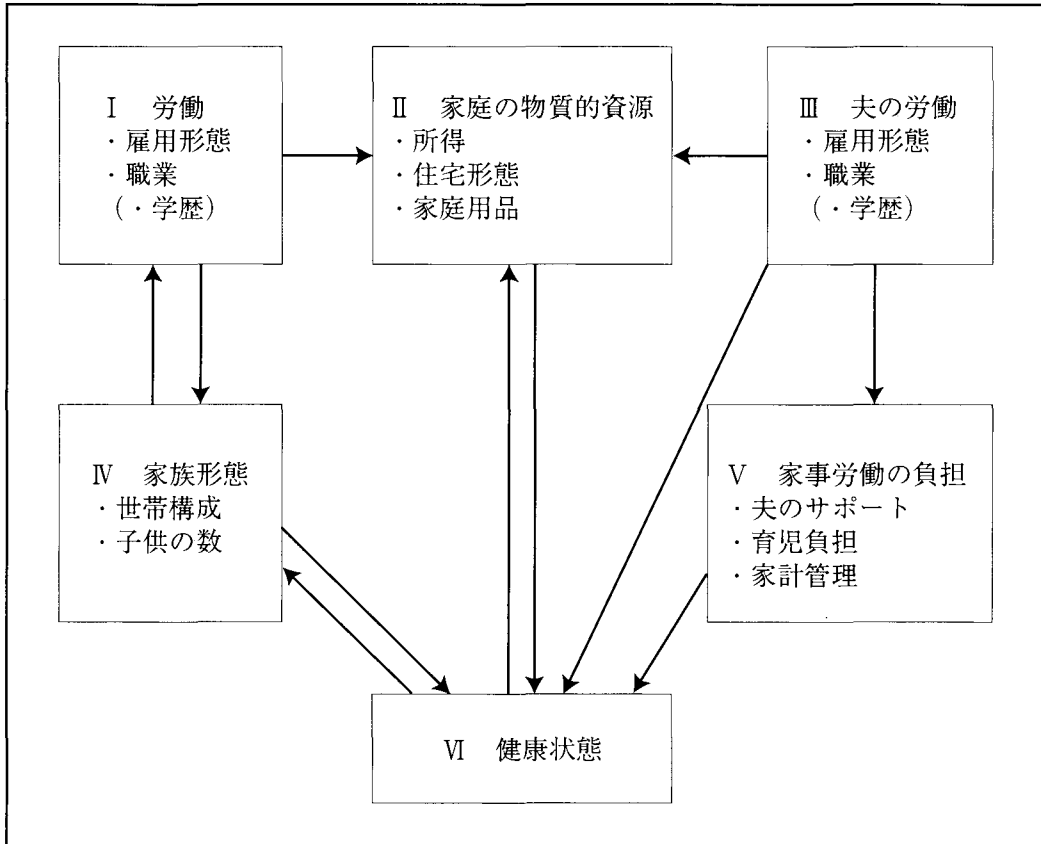 Ⅰ　労働
・雇用形態
・職業
（・学歴）
Ⅱ　家庭の物質的資源
・所得
・住宅形態
・家庭用品
Ⅲ　夫の労働
・雇用形態
・職業
（・学歴）
Ⅳ　家族形態
・世帯構成
・子供の数
Ⅴ　家事労働の負担
・夫のサポート
・育児負担
・家計管理
Ⅵ　健康状態